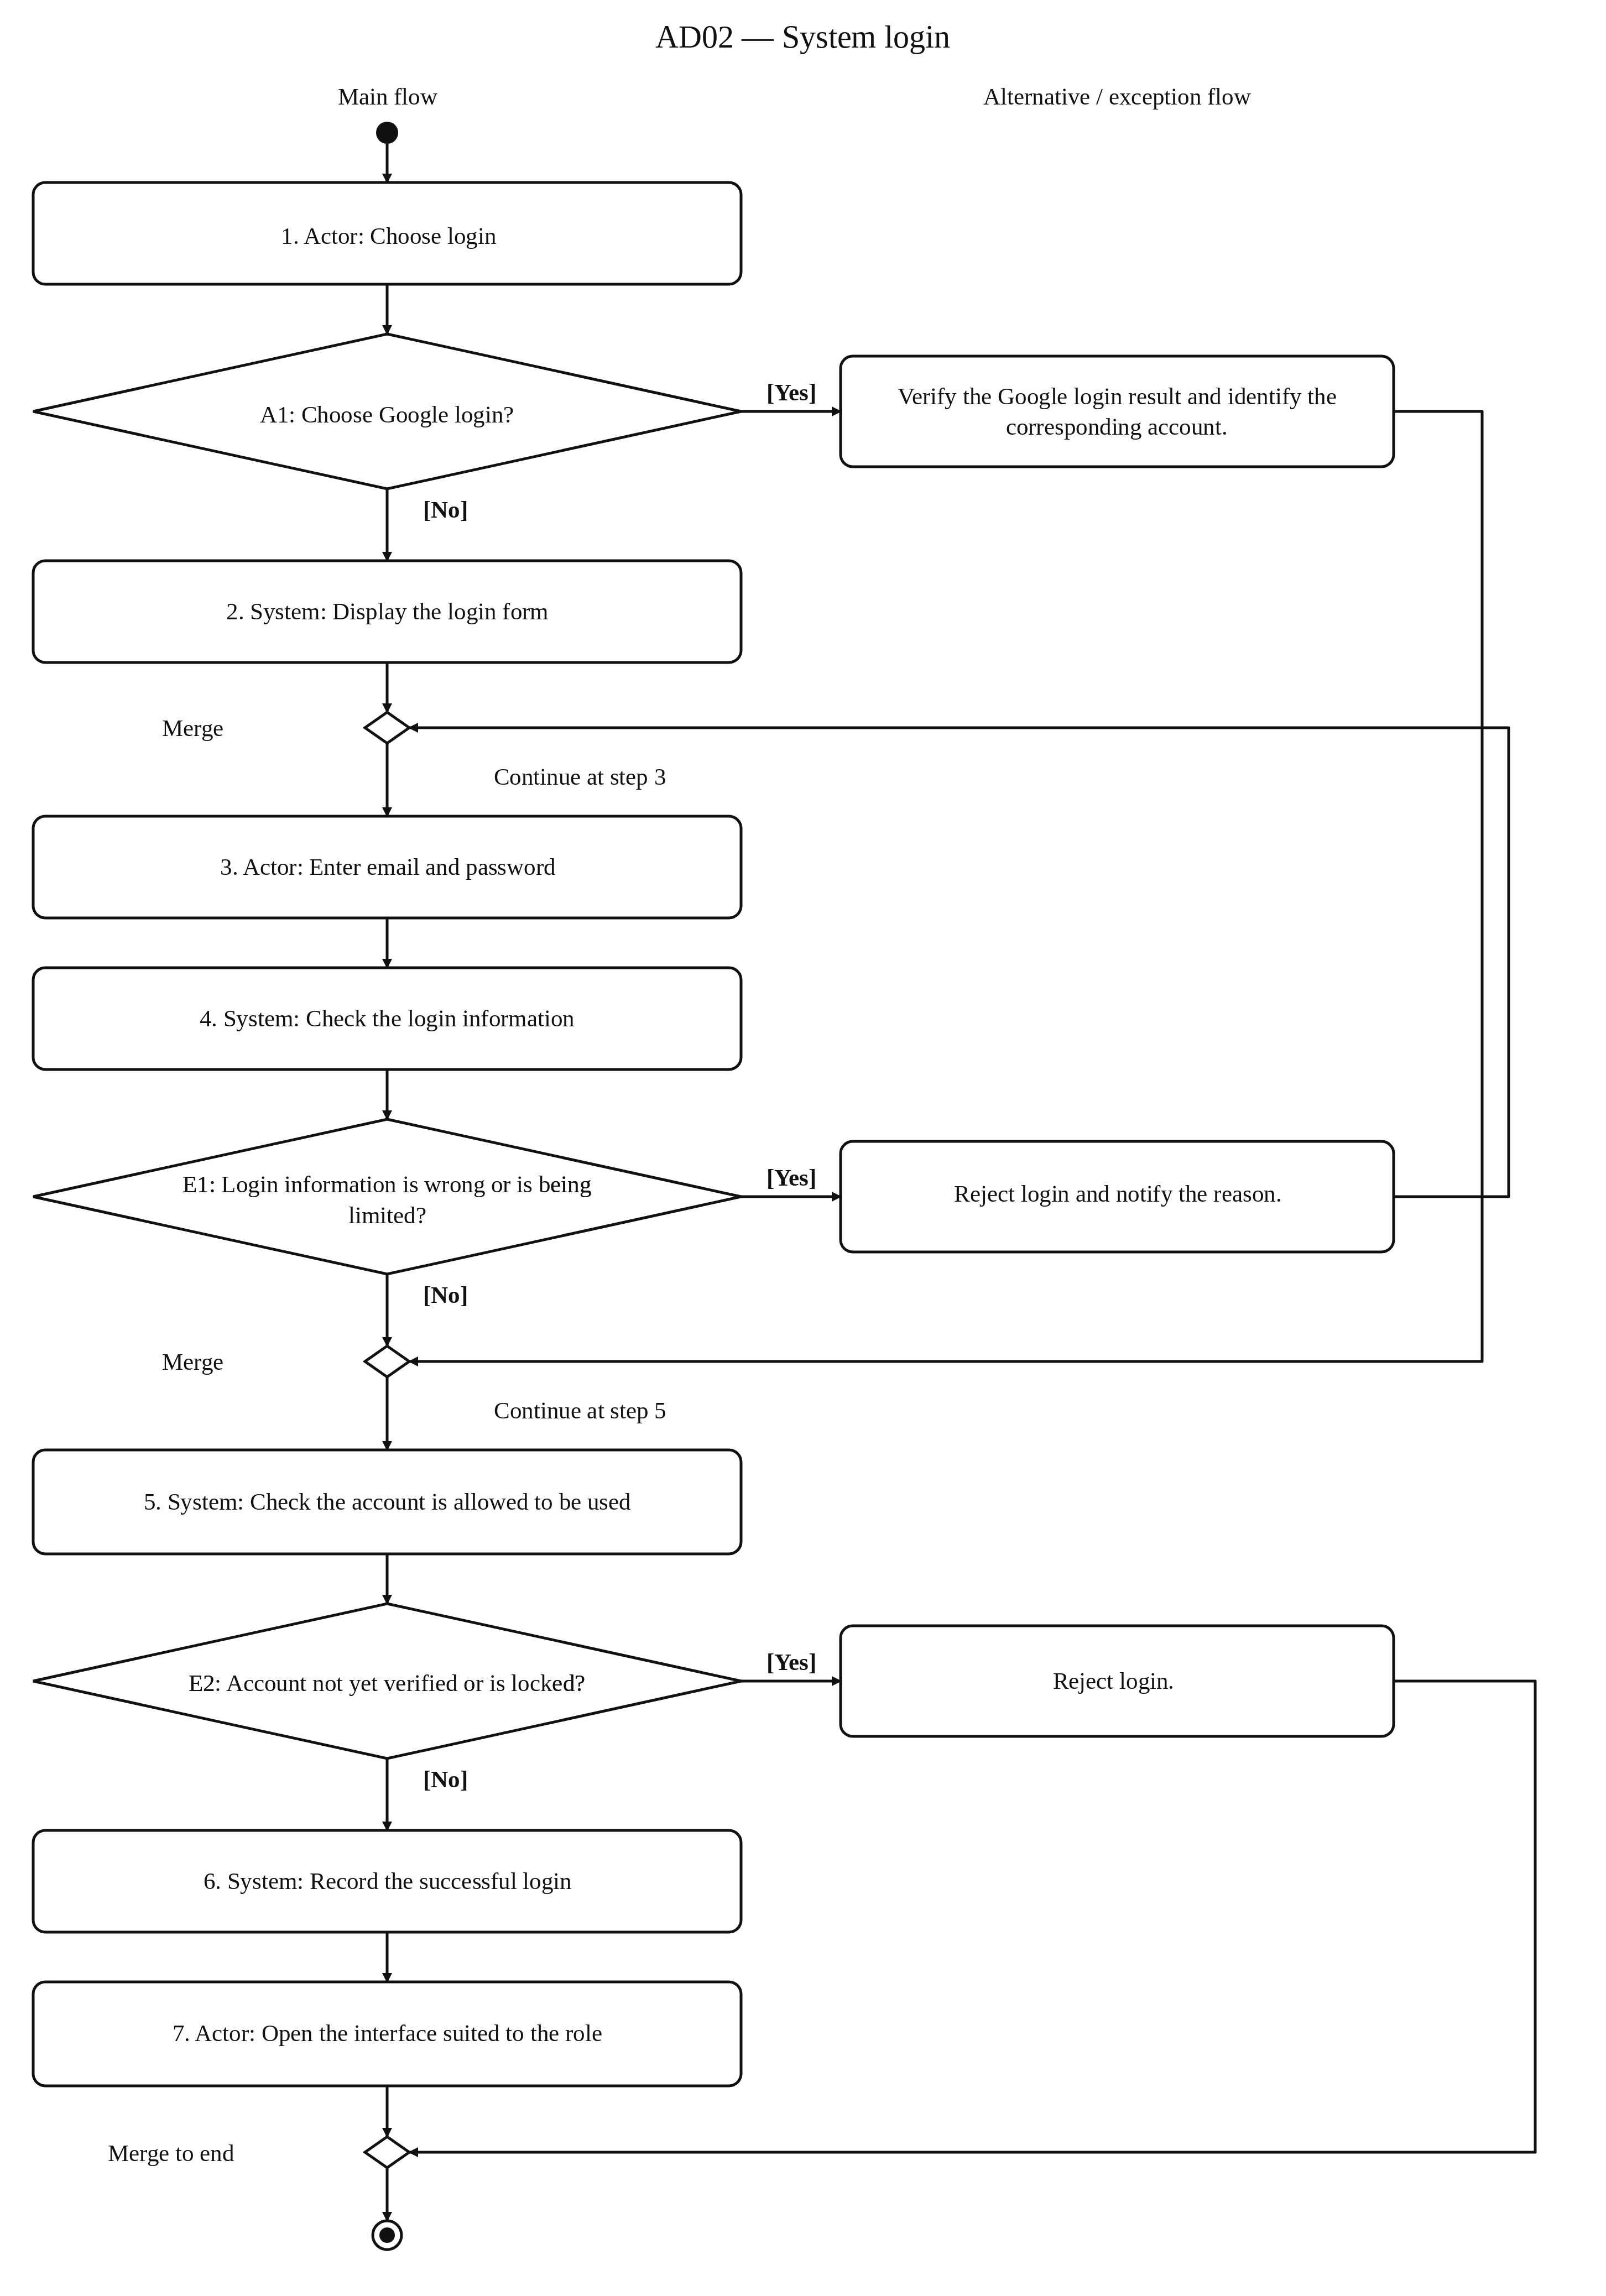 AD02 — System login
Main flow
Alternative / exception flow
1. Actor: Choose login
A1: Choose Google login?
[Yes]
Verify the Google login result and identify the
corresponding account.
[No]
2. System: Display the login form
Merge
Continue at step 3
3. Actor: Enter email and password
4. System: Check the login information
E1: Login information is wrong or is being
limited?
[Yes]
Reject login and notify the reason.
[No]
Merge
Continue at step 5
5. System: Check the account is allowed to be used
E2: Account not yet verified or is locked?
[Yes]
Reject login.
[No]
6. System: Record the successful login
7. Actor: Open the interface suited to the role
Merge to end